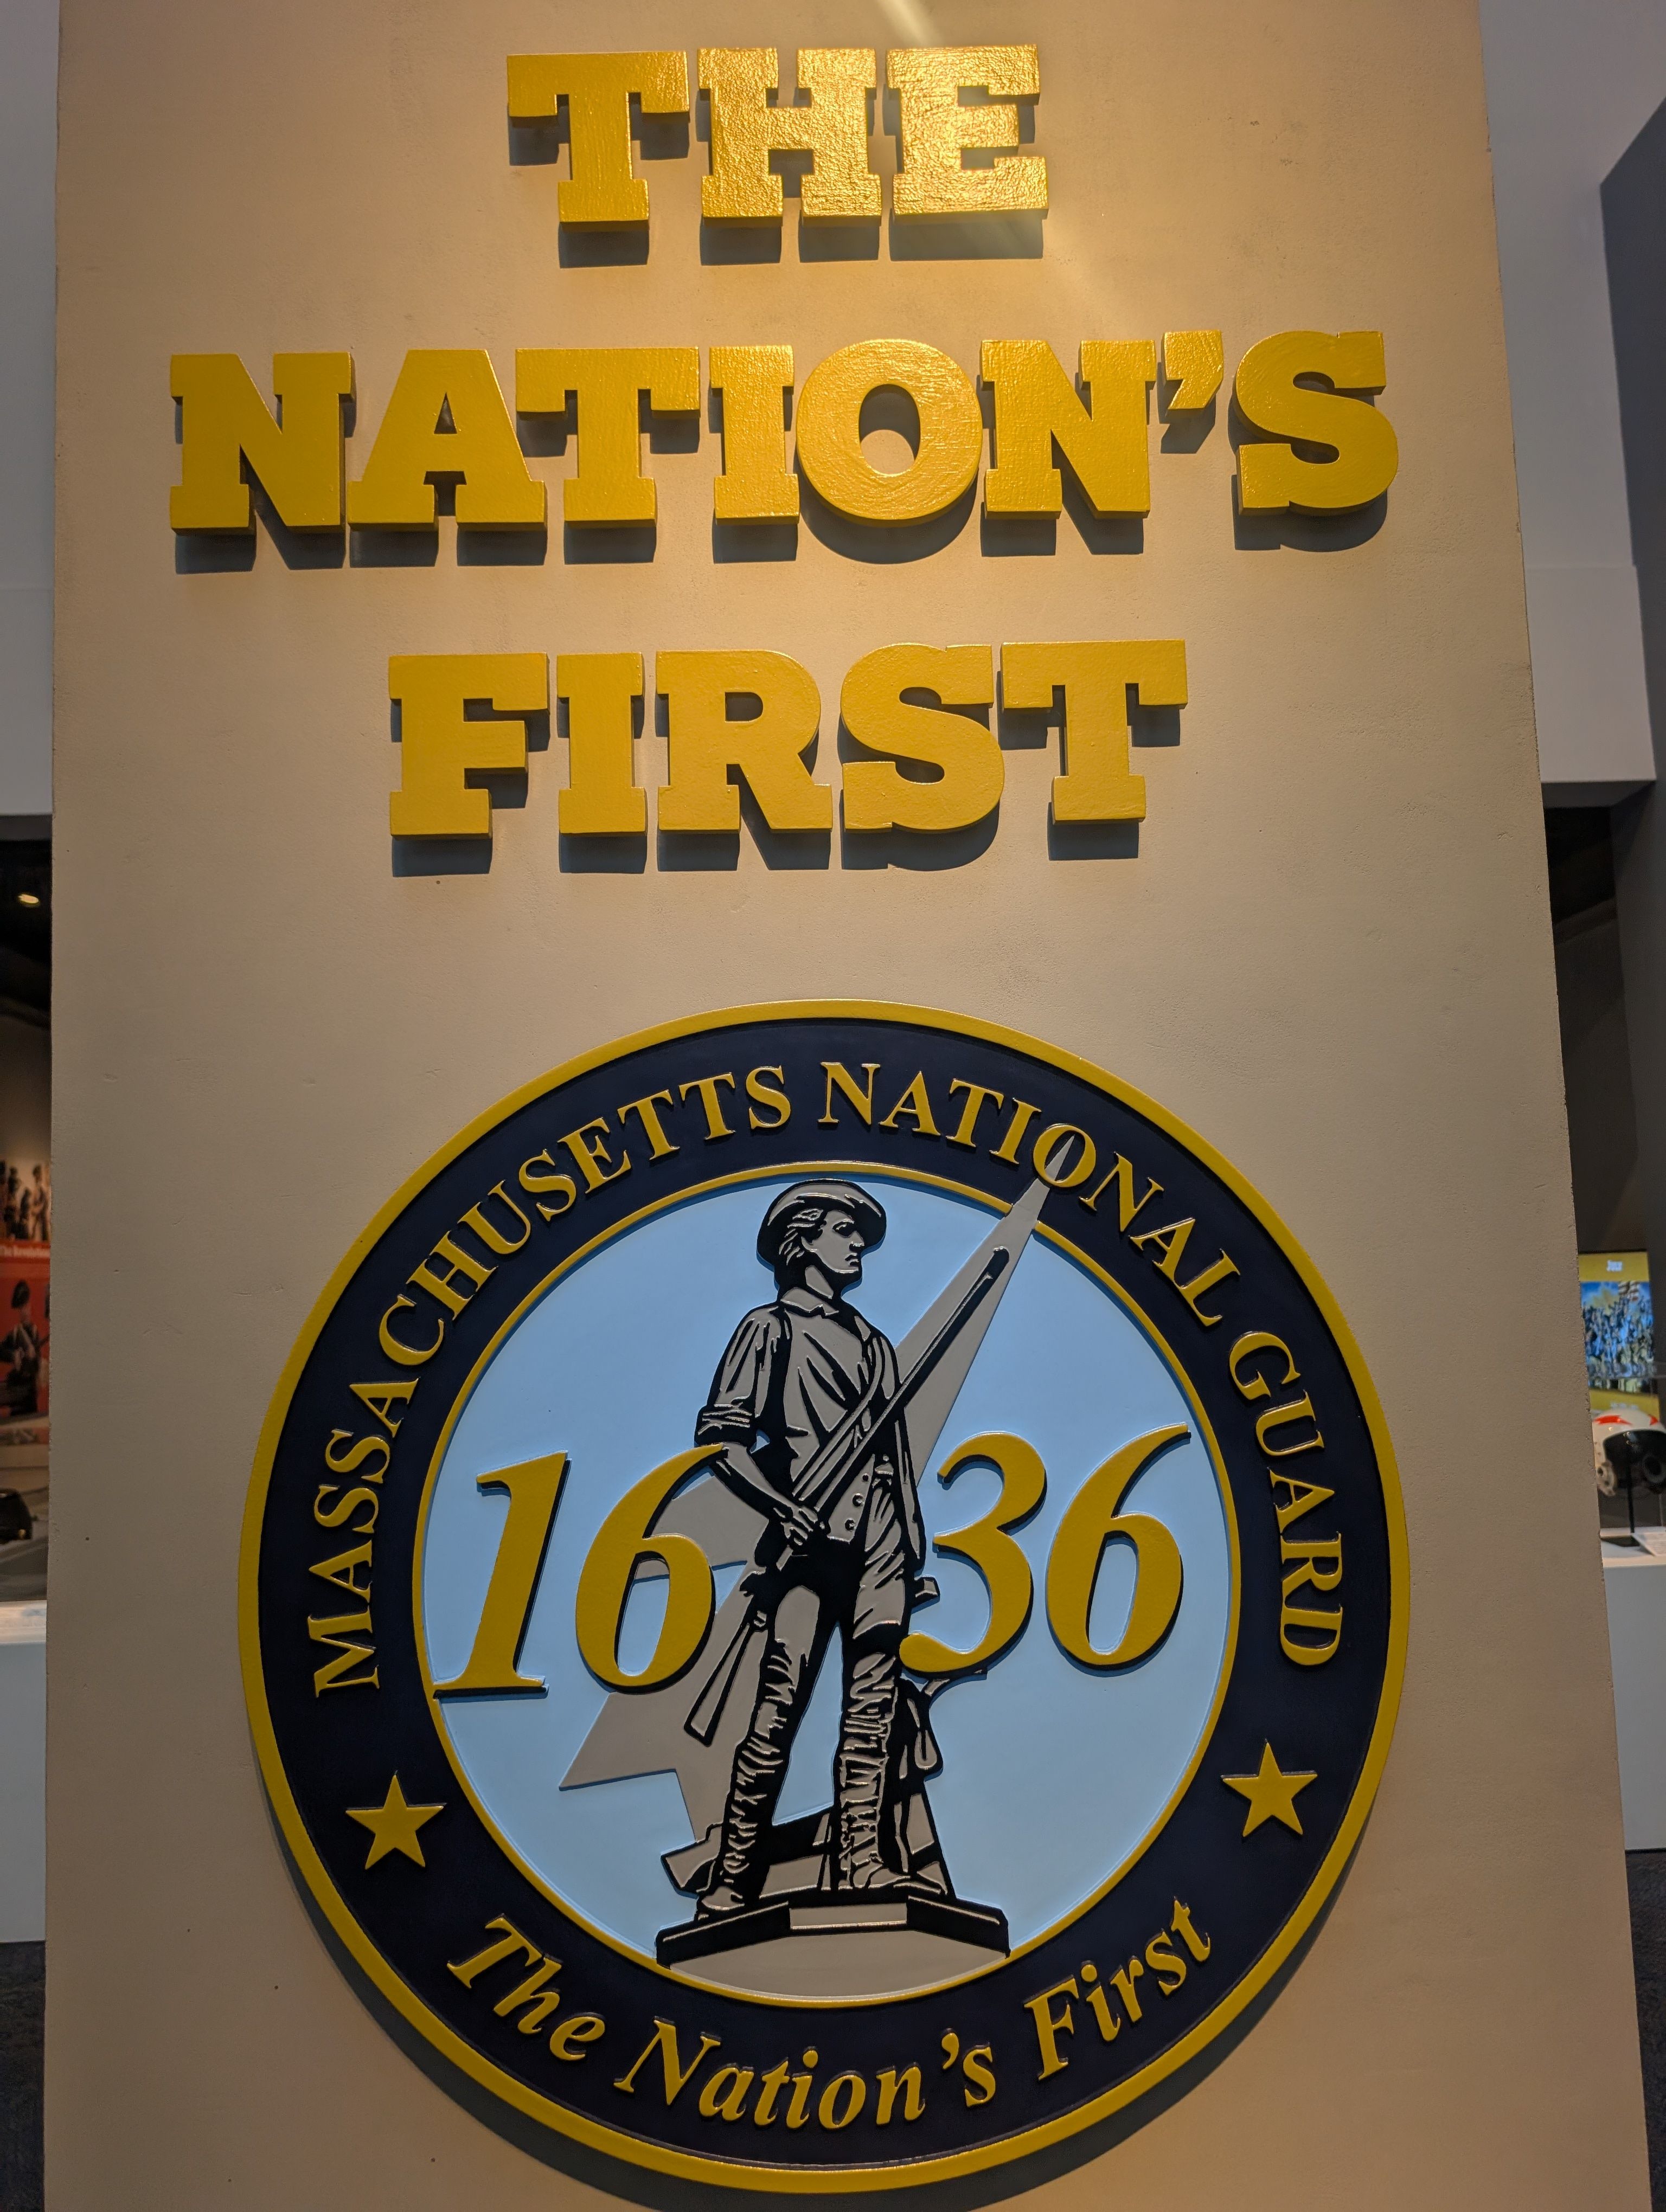 THE
NATION'S
FIRST
MASSACHUSETTS NATIONAL GUARD
1636
The Nation's First